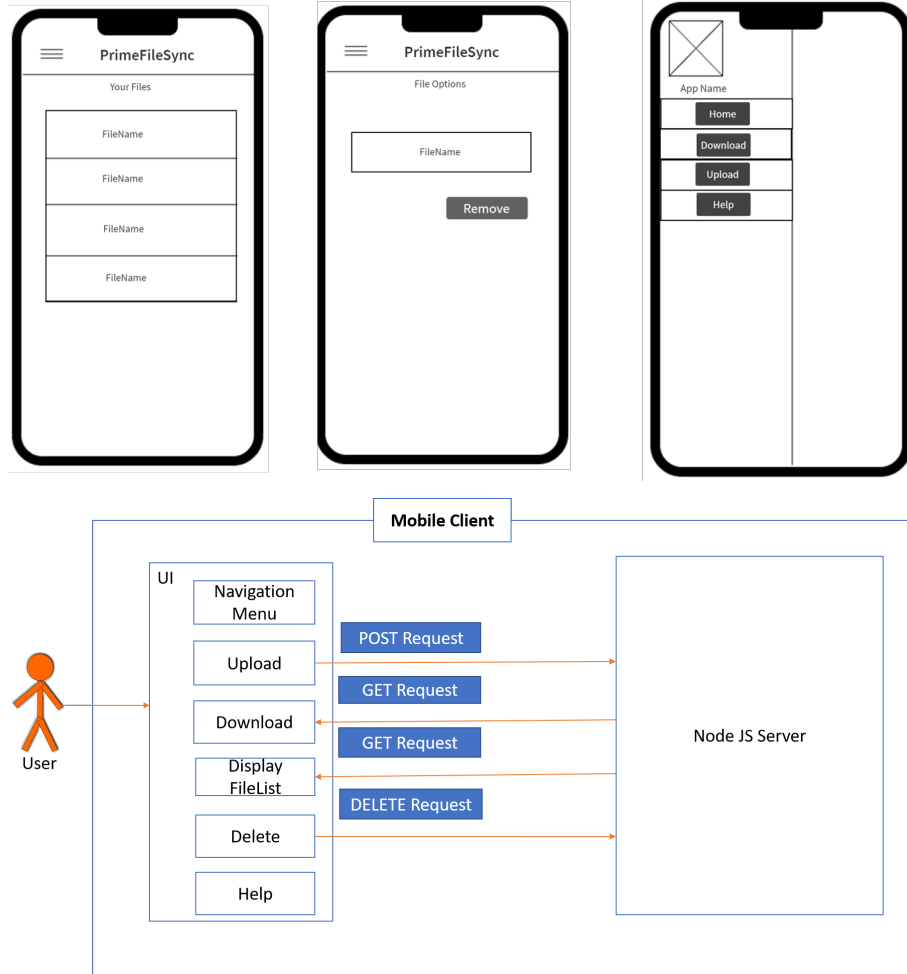 PrimeFileSync
Your Files
FileName
FileName
FileName
FileName
PrimeFileSync
File Options
FileName
Remove
App Name
Home
Download
Upload
Help
Mobile Client
UI
Navigation
Menu
Upload
Download
Display
FileList
Delete
Help
POST Request
GET Request
GET Request
DELETE Request
Node JS Server
User